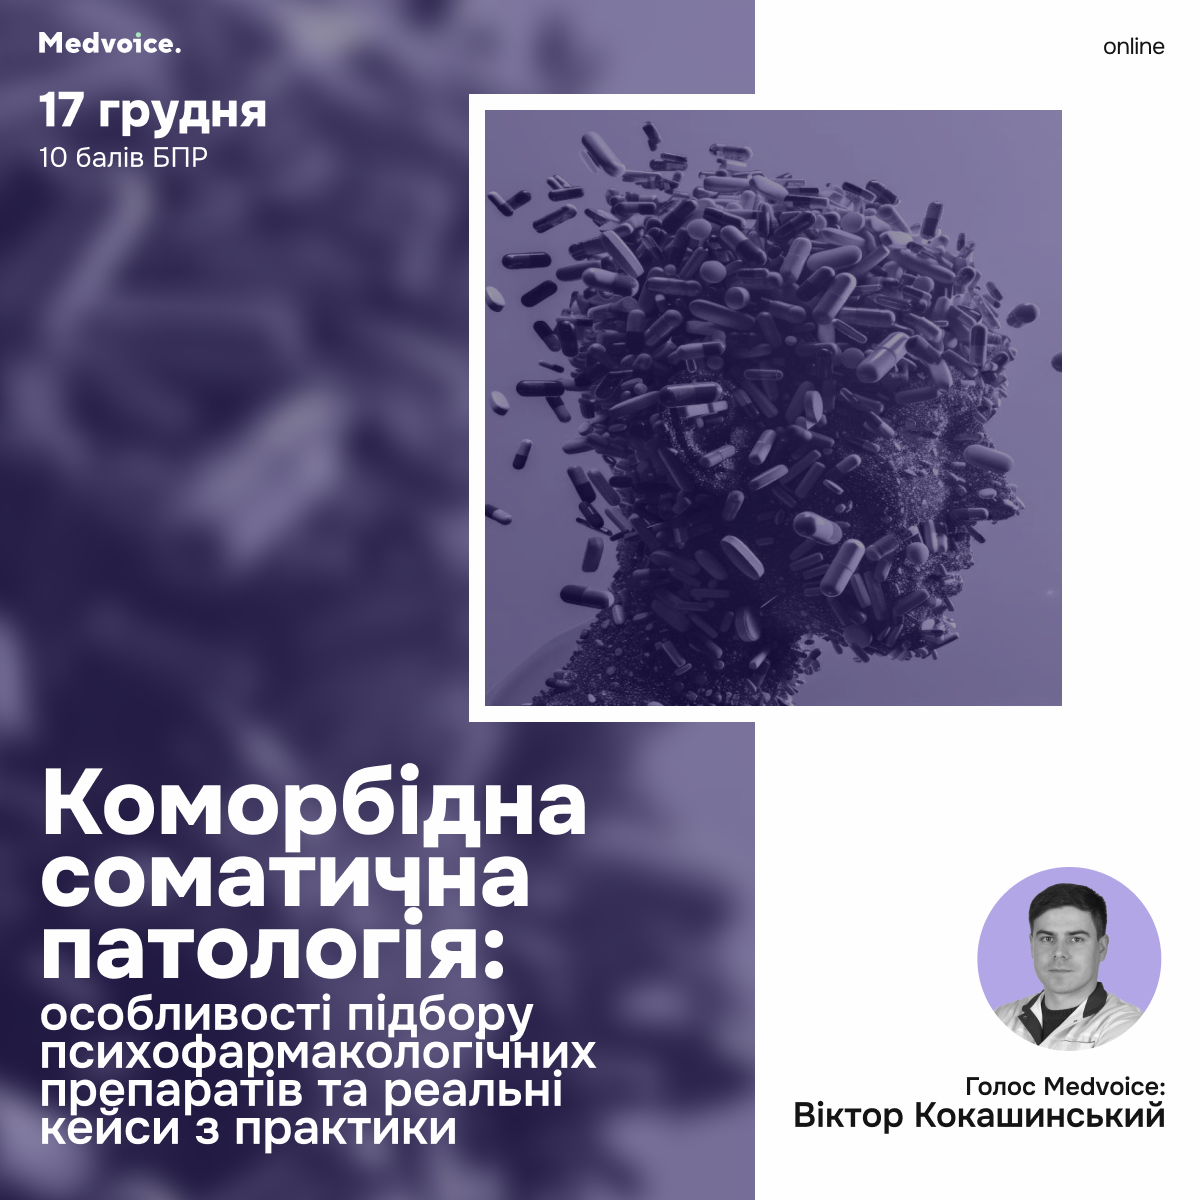 Medvoice.
online
17 грудня
10 балів БПР
Коморбідна
соматична
патологія:
особливості підбору
психофармакологічних
препаратів та реальні
кейси з практики
Голос Medvoice:
Віктор Кокашинський